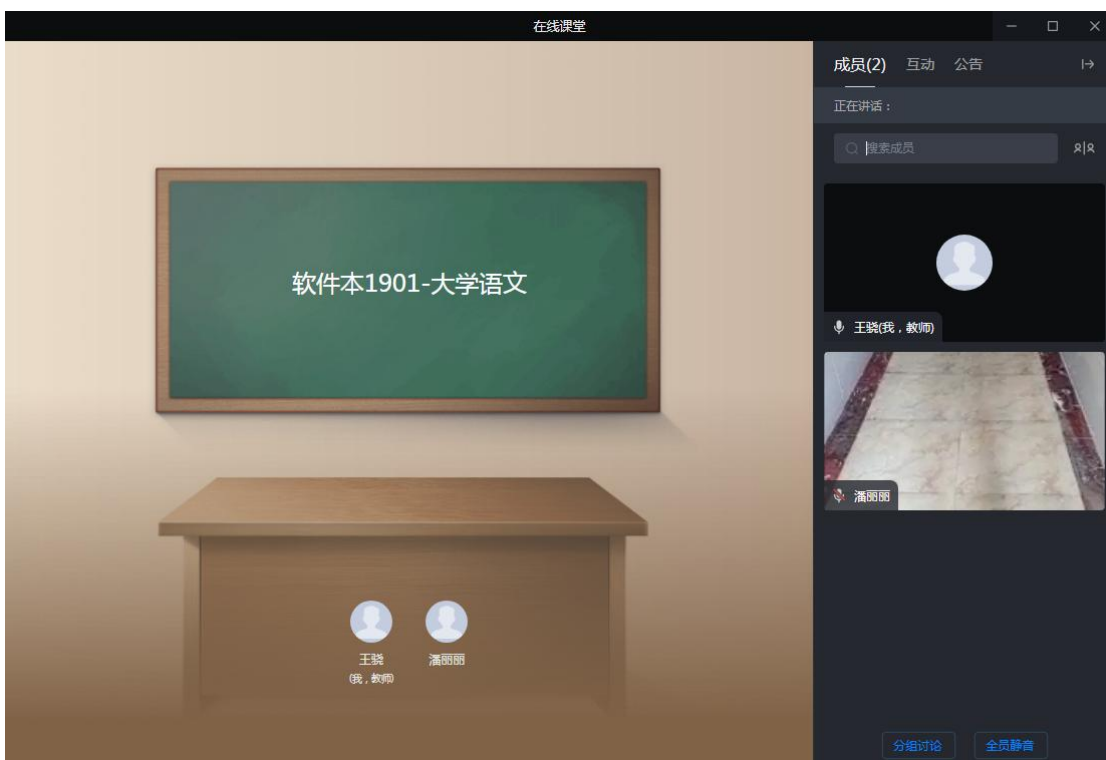 在线课堂
成员(2) 互动 公告
正在讲话：
搜索成员
软件本1901-大学语文
王骁(我，教师)
潘丽丽
王骁
(我，教师)
潘丽丽
分组讨论 全员静音